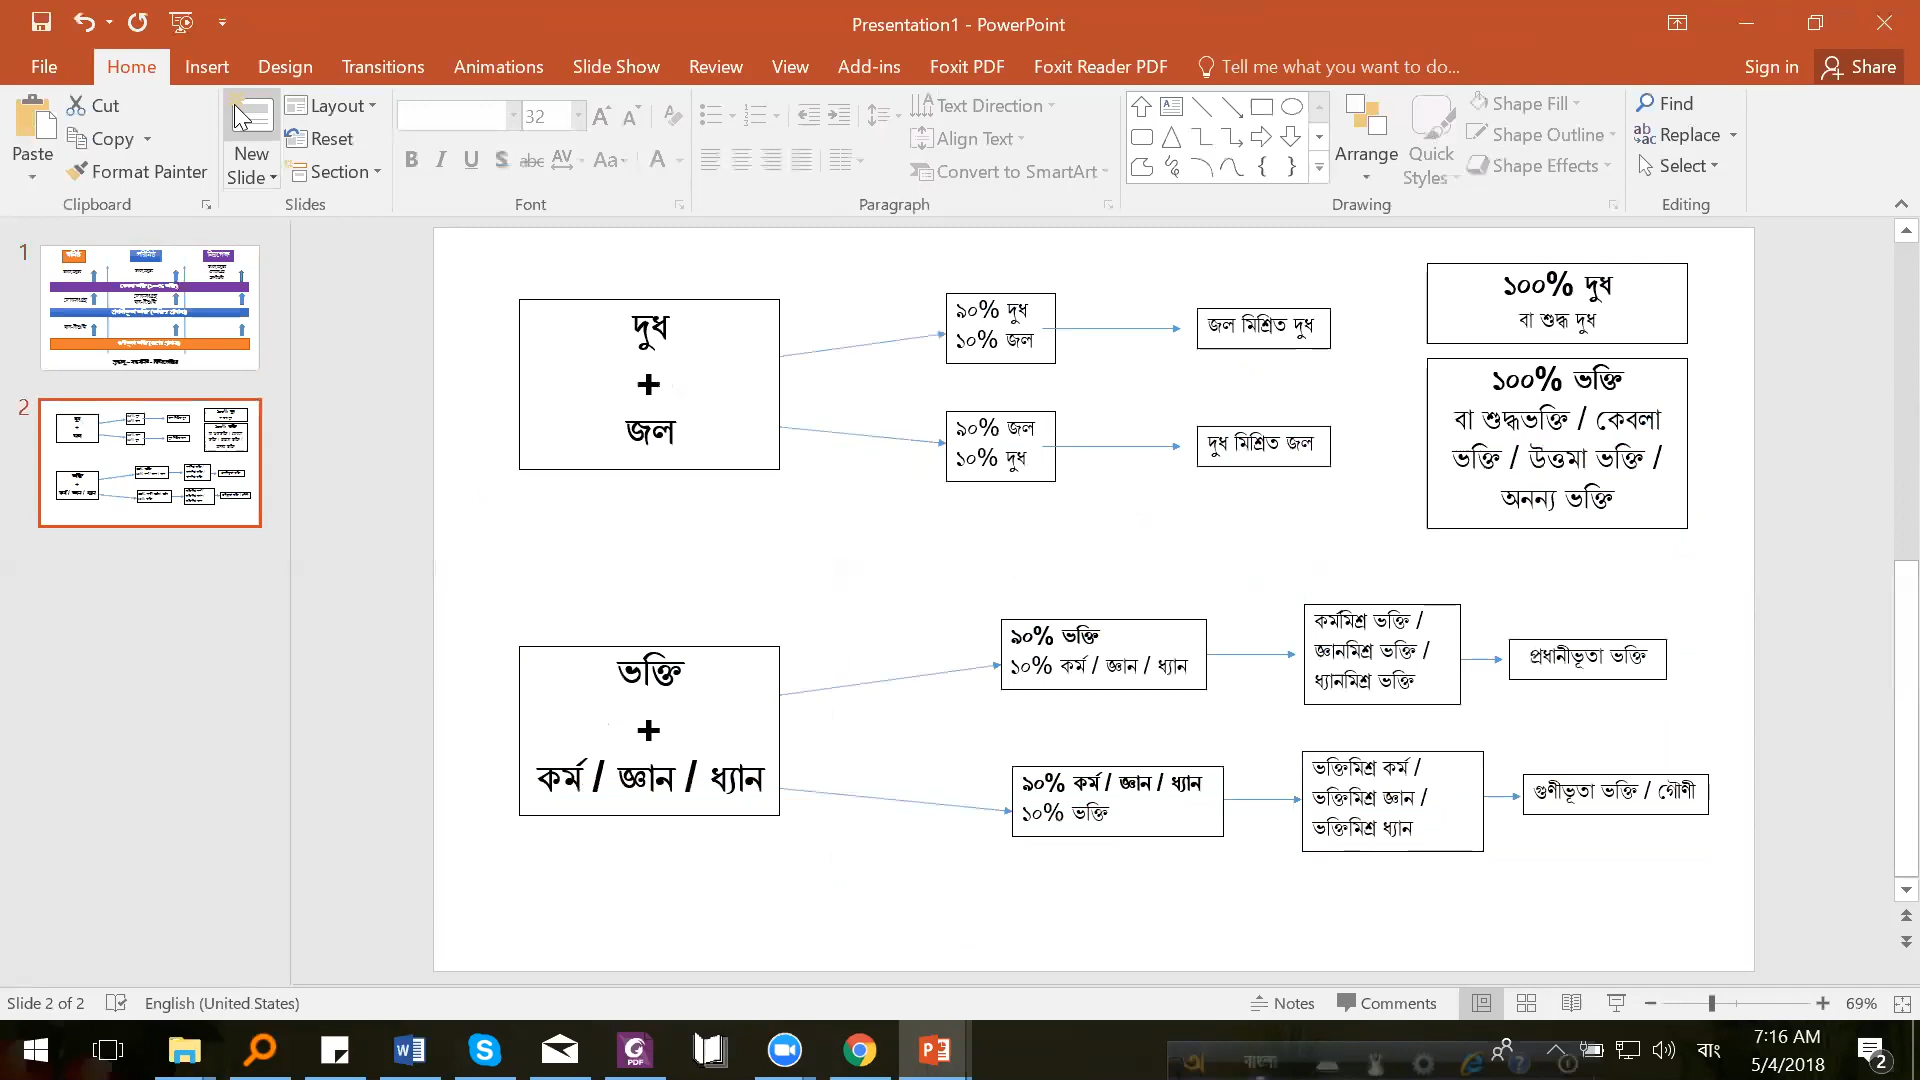 Presentation1 - PowerPoint
File Home Insert Design Transitions Animations Slide Show Review View Add-ins Foxit PDF Foxit Reader PDF Tell me what you want to do... Sign in Share
Paste
Cut
Copy
Format Painter
Clipboard
New
Slide
Layout
Reset
Section
Slides
32
B I U S abc AV Aa A
Font
Text Direction
Align Text
Convert to SmartArt
Paragraph
Arrange
Quick
Styles
Shape Fill
Shape Outline
Shape Effects
Drawing
Find
Replace
Select
Editing
1
2
দুধ
+
জল
৯০% দুধ
১০% জল
জল মিশ্রিত দুধ
৯০% জল
১০% দুধ
দুধ মিশ্রিত জল
১০০% দুধ
বা শুদ্ধ দুধ
১০০% ভক্তি
বা শুদ্ধভক্তি / কেবলা
ভক্তি / উত্তমা ভক্তি /
অনন্য ভক্তি
ভক্তি
+
কর্ম / জ্ঞান / ধ্যান
৯০% ভক্তি
১০% কর্ম / জ্ঞান / ধ্যান
কর্মমিশ্র ভক্তি /
জ্ঞানমিশ্র ভক্তি /
ধ্যানমিশ্র ভক্তি
প্রধানীভূতা ভক্তি
৯০% কর্ম / জ্ঞান / ধ্যান
১০% ভক্তি
ভক্তিমিশ্র কর্ম /
ভক্তিমিশ্র জ্ঞান /
ভক্তিমিশ্র ধ্যান
গুণীভূতা ভক্তি / গৌণী
Slide 2 of 2 English (United States) Notes Comments 69%
বাং
7:16 AM
5/4/2018
2